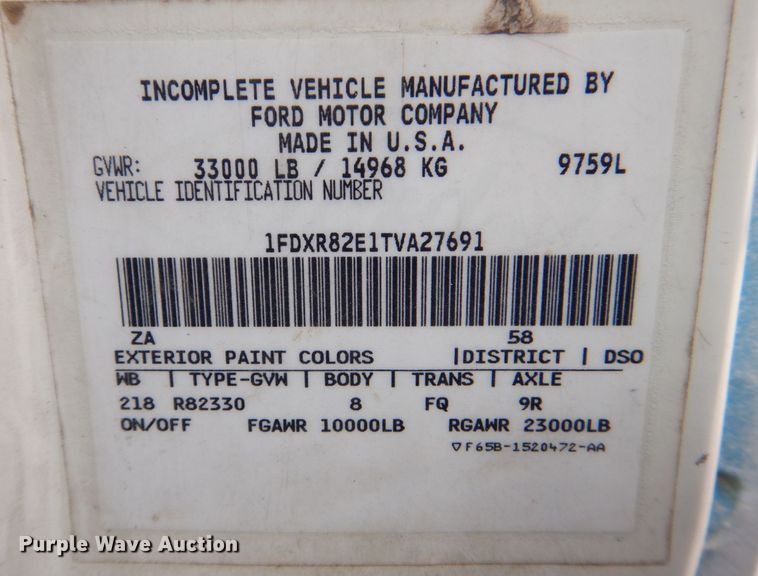 INCOMPLETE VEHICLE MANUFACTURED BY
FORD MOTOR COMPANY
MADE IN U.S.A.
GVWR: 33000 LB / 14968 KG 9759L
VEHICLE IDENTIFICATION NUMBER
1FDXR82E1TVA27691
ZA 58
EXTERIOR PAINT COLORS |DISTRICT | DSO
WB | TYPE-GVW | BODY | TRANS | AXLE
218 R82330 8 FQ 9R
ON/OFF FGAWR 10000LB RGAWR 23000LB
▽F65B-1520472-AA
Purple Wave Auction